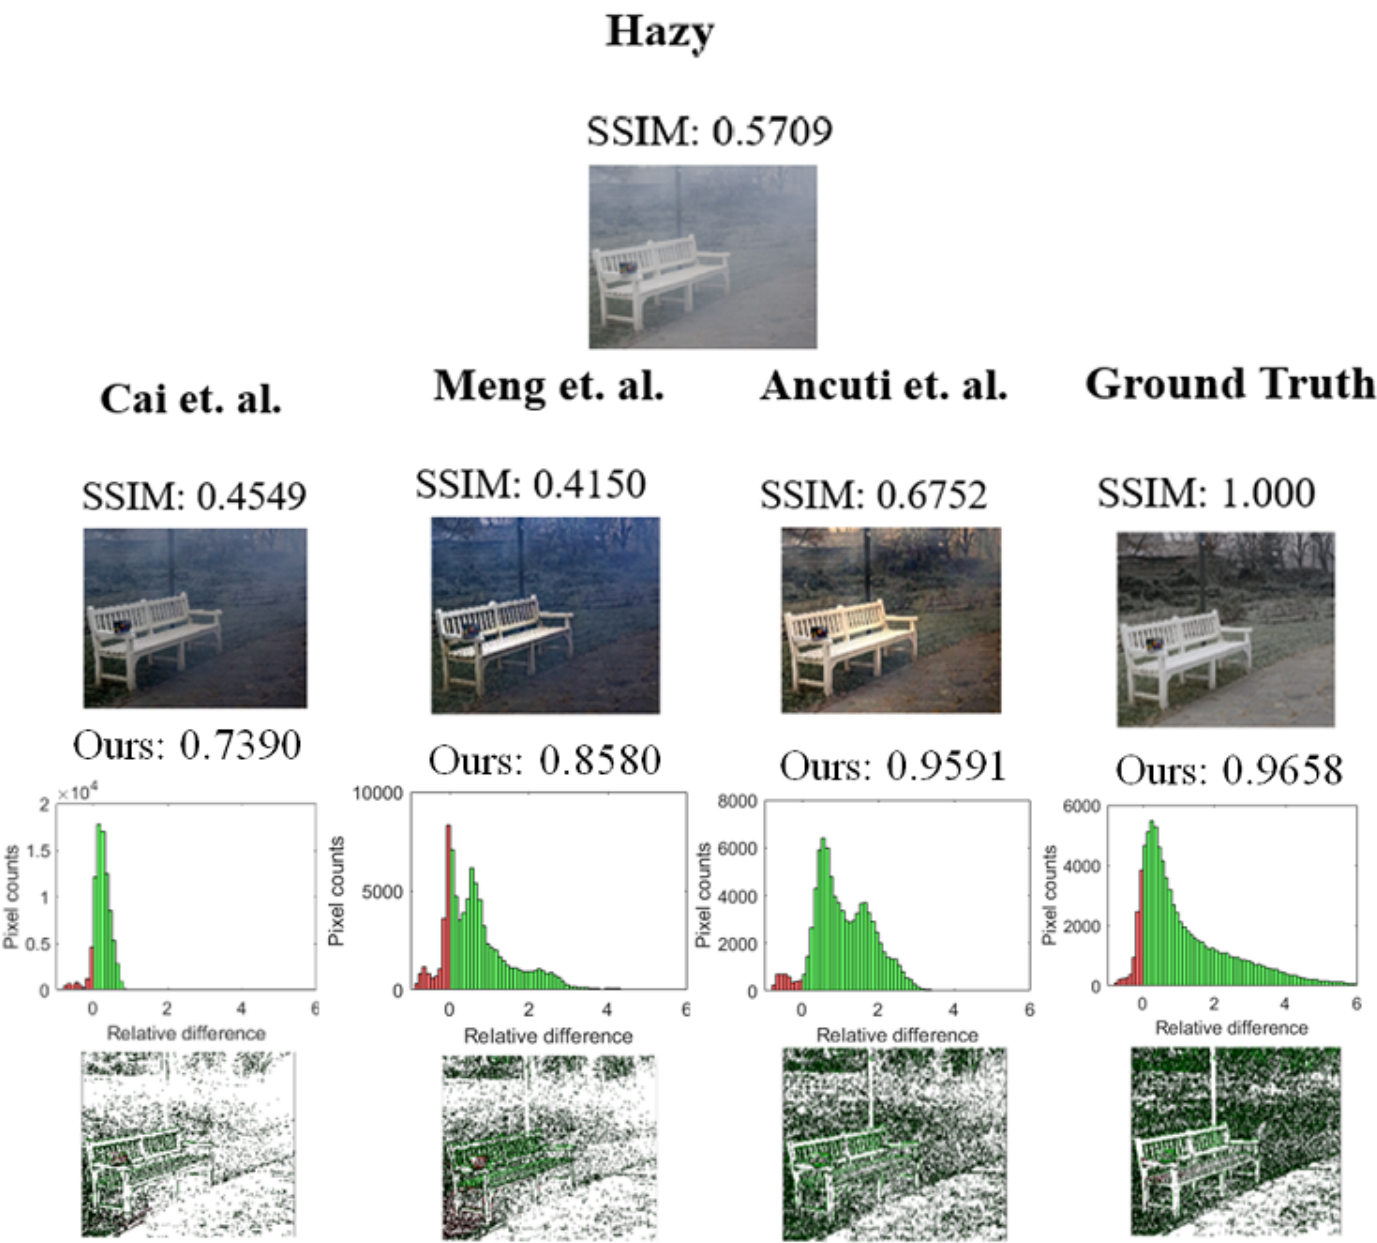 Hazy
SSIM: 0.5709
Cai et. al.
Meng et. al.
Ancuti et. al.
Ground Truth
SSIM: 0.4549
SSIM: 0.4150
SSIM: 0.6752
SSIM: 1.000
Ours: 0.7390
Ours: 0.8580
Ours: 0.9591
Ours: 0.9658
×10⁴
2
1.5
1
0.5
0
Pixel counts
0 2 4 6
Relative difference
10000
5000
0
Pixel counts
0 2 4 6
Relative difference
8000
6000
4000
2000
0
Pixel counts
0 2 4 6
Relative difference
6000
4000
2000
0
Pixel counts
0 2 4 6
Relative difference